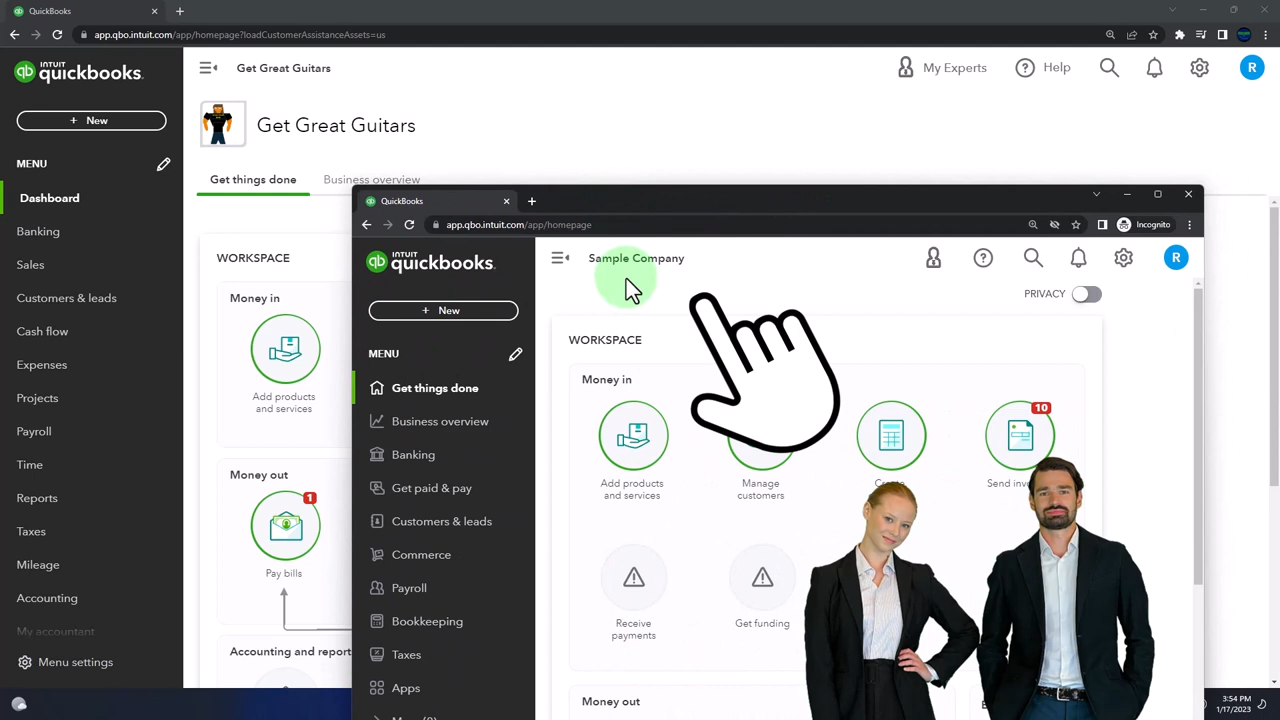 QuickBooks
app.qbo.intuit.com/app/homepage?loadCustomerAssistanceAssets=us
INTUIT
quickbooks.
Get Great Guitars
My Experts
Help
R
+ New
Get Great Guitars
MENU
Get things done
Business overview
Dashboard
Banking
Sales
Customers & leads
Cash flow
Expenses
Projects
Payroll
Time
Reports
Taxes
Mileage
Accounting
My accountant
Menu settings
WORKSPACE
Money in
Add products
and services
Money out
1
Pay bills
Accounting and report
QuickBooks
app.qbo.intuit.com/app/homepage
Incognito
INTUIT
quickbooks.
Sample Company
R
+ New
PRIVACY
MENU
Get things done
Business overview
Banking
Get paid & pay
Customers & leads
Commerce
Payroll
Bookkeeping
Taxes
Apps
WORKSPACE
Money in
10
Add products
and services
Manage
customers
Send
Receive
payments
Get funding
Money out
3:54 PM
1/17/2023